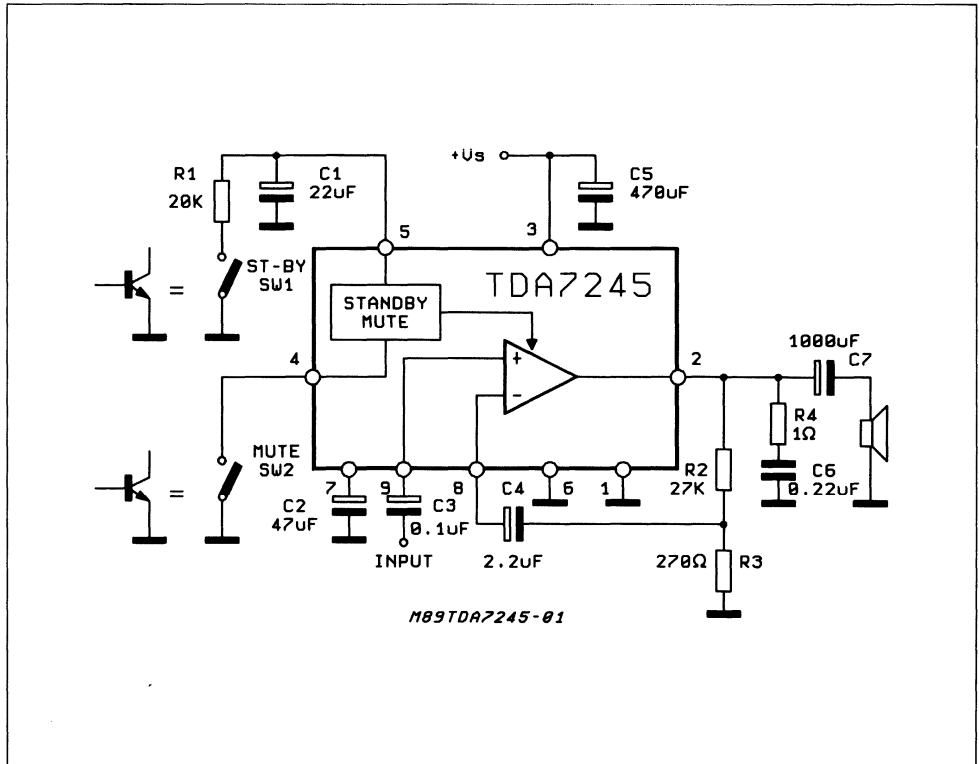 +Vs
R1
20K
C1
22uF
C5
470uF
5
3
ST-BY
SW1
=
TDA7245
STANDBY
MUTE
4
+
-
2
1000uF
C7
R4
1Ω
MUTE
SW2
=
R2
27K
C6
0.22uF
7
9
8
6
1
C2
47uF
C3
0.1uF
C4
2.2uF
INPUT
270Ω
R3
M89TDA7245-01